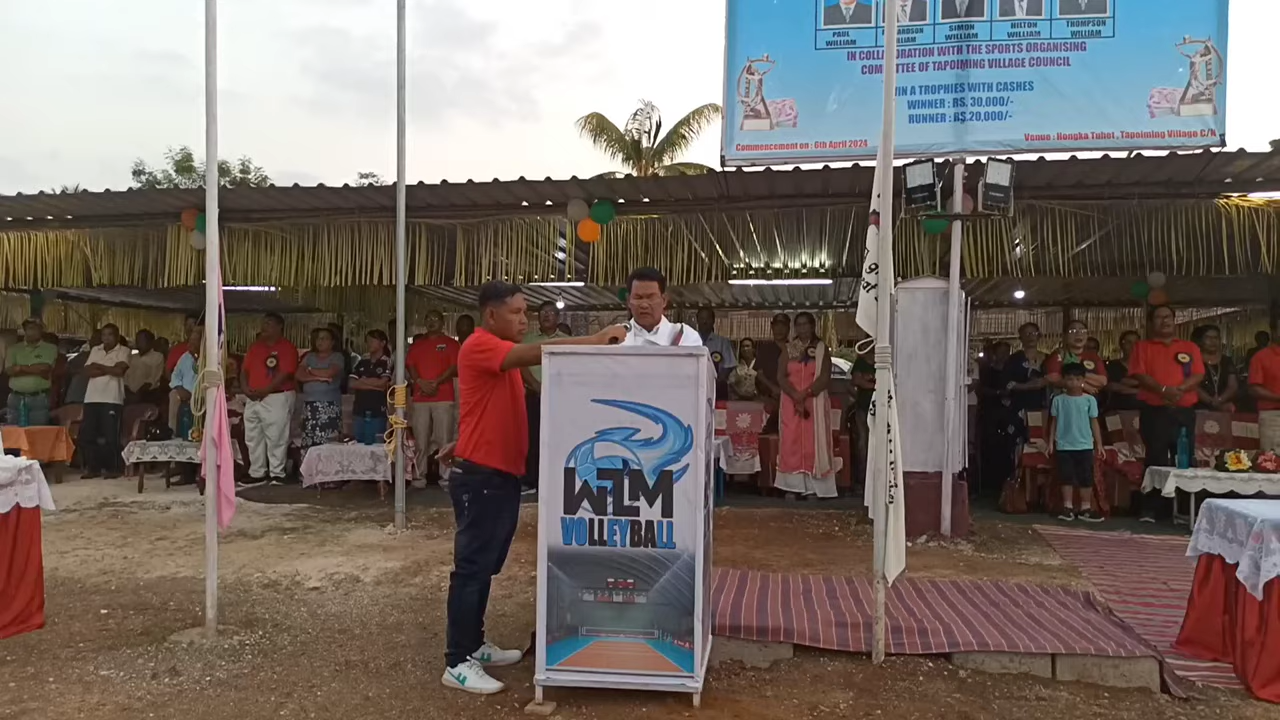 PAUL WILLIAM
SIMON WILLIAM
HILTON WILLIAM
THOMPSON WILLIAM
IN COLLABORATION WITH THE SPORTS ORGANISING
COMMITTEE OF TAPOIMING VILLAGE COUNCIL
WIN A TROPHIES WITH CASHES
WINNER : RS. 30,000/-
RUNNER : RS.20,000/-
Commencement on : 6th April 2024
Venue : Hongka Tuhet, Tapoiming Village C/N
VOLLEYBALL